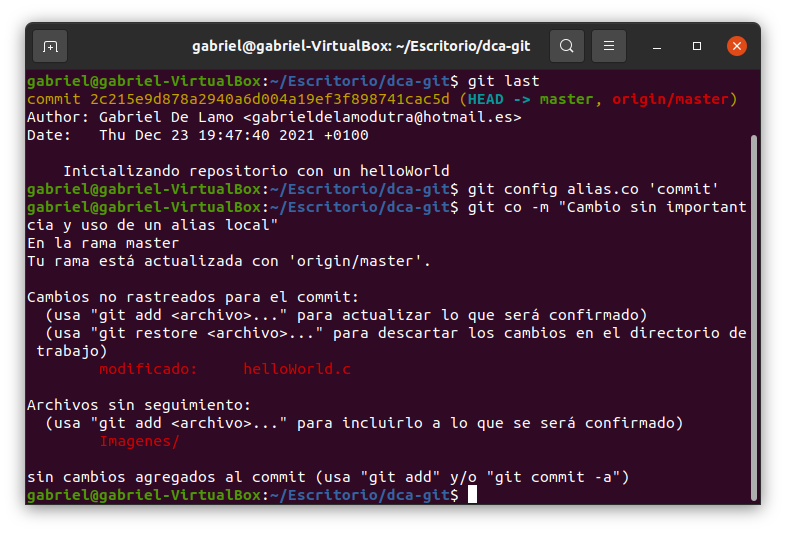 gabriel@gabriel-VirtualBox: ~/Escritorio/dca-git
gabriel@gabriel-VirtualBox:~/Escritorio/dca-git$ git last
commit 2c215e9d878a2940a6d004a19ef3f898741cac5d (HEAD -> master, origin/master)
Author: Gabriel De Lamo <gabrieldelamodutra@hotmail.es>
Date:   Thu Dec 23 19:47:40 2021 +0100
    Inicializando repositorio con un helloWorld
gabriel@gabriel-VirtualBox:~/Escritorio/dca-git$ git config alias.co 'commit'
gabriel@gabriel-VirtualBox:~/Escritorio/dca-git$ git co -m "Cambio sin important
cia y uso de un alias local"
En la rama master
Tu rama está actualizada con 'origin/master'.
Cambios no rastreados para el commit:
  (usa "git add <archivo>..." para actualizar lo que será confirmado)
  (usa "git restore <archivo>..." para descartar los cambios en el directorio de
 trabajo)
        modificado:     helloWorld.c
Archivos sin seguimiento:
  (usa "git add <archivo>..." para incluirlo a lo que se será confirmado)
        Imagenes/
sin cambios agregados al commit (usa "git add" y/o "git commit -a")
gabriel@gabriel-VirtualBox:~/Escritorio/dca-git$